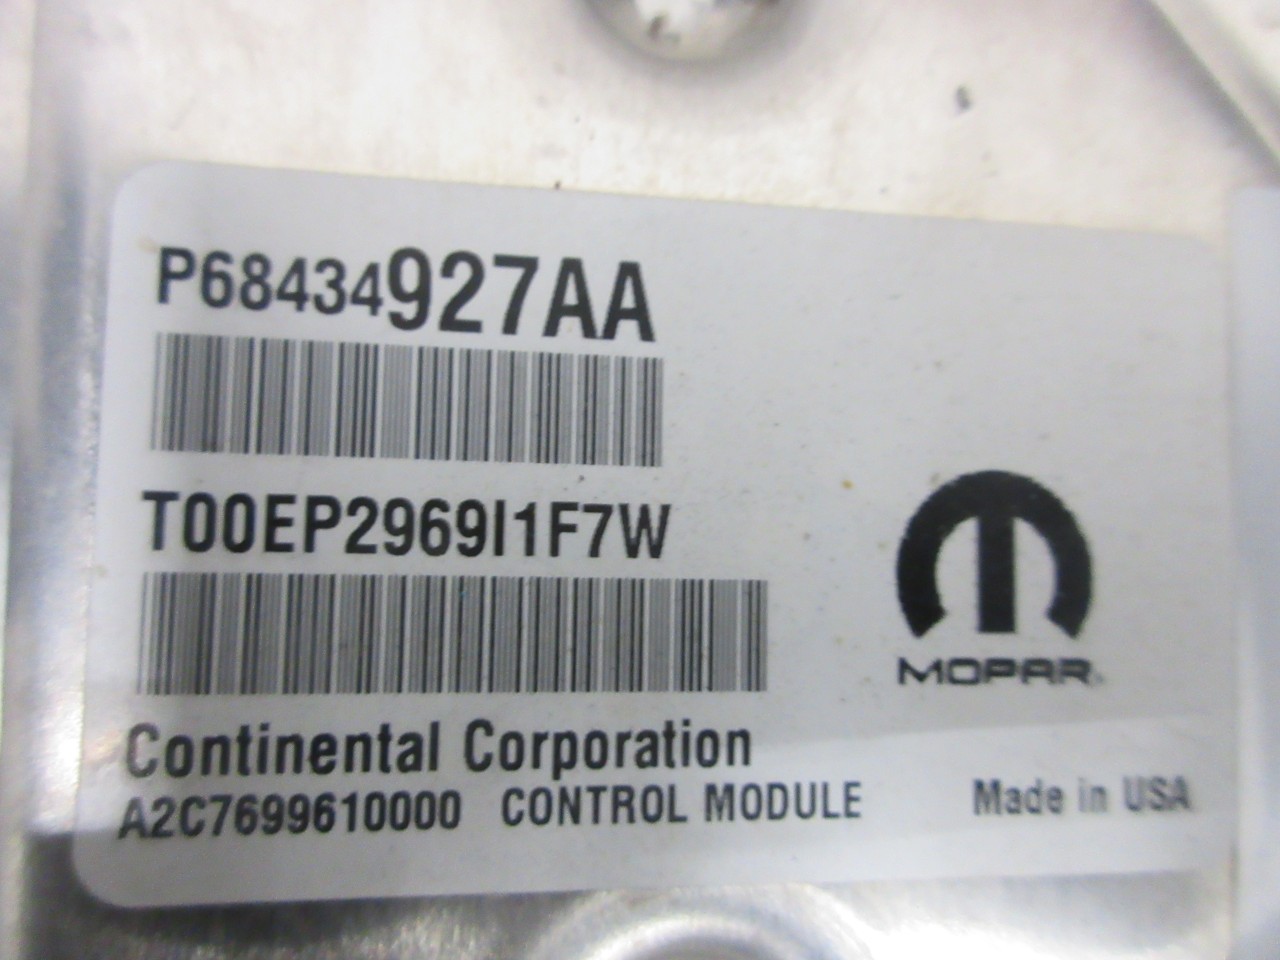 P68434927AA
T00EP2969I1F7W
MOPAR
Continental Corporation
A2C7699610000 CONTROL MODULE
Made in USA